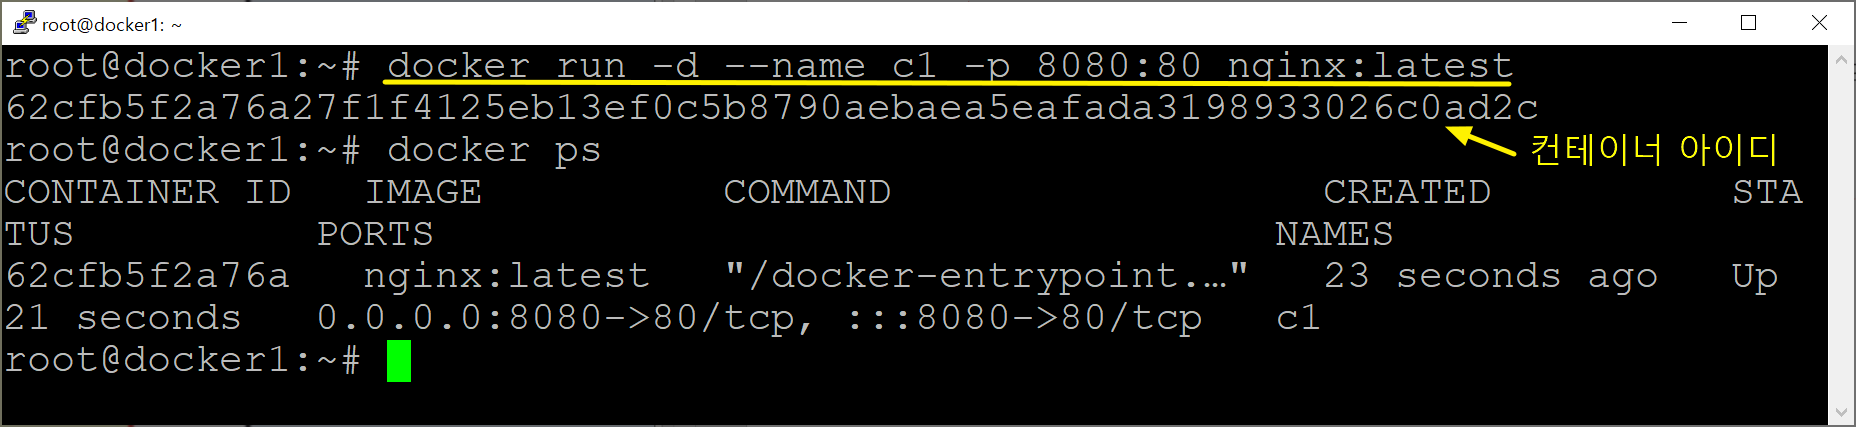 root@docker1: ~
root@docker1:~# docker run -d --name c1 -p 8080:80 nginx:latest
62cfb5f2a76a27f1f4125eb13ef0c5b8790aebaea5eafada3198933026c0ad2c
root@docker1:~# docker ps
컨테이너 아이디
CONTAINER ID   IMAGE          COMMAND                  CREATED          STA
TUS          PORTS                                   NAMES
62cfb5f2a76a   nginx:latest   "/docker-entrypoint.…"   23 seconds ago   Up
21 seconds   0.0.0.0:8080->80/tcp, :::8080->80/tcp   c1
root@docker1:~#